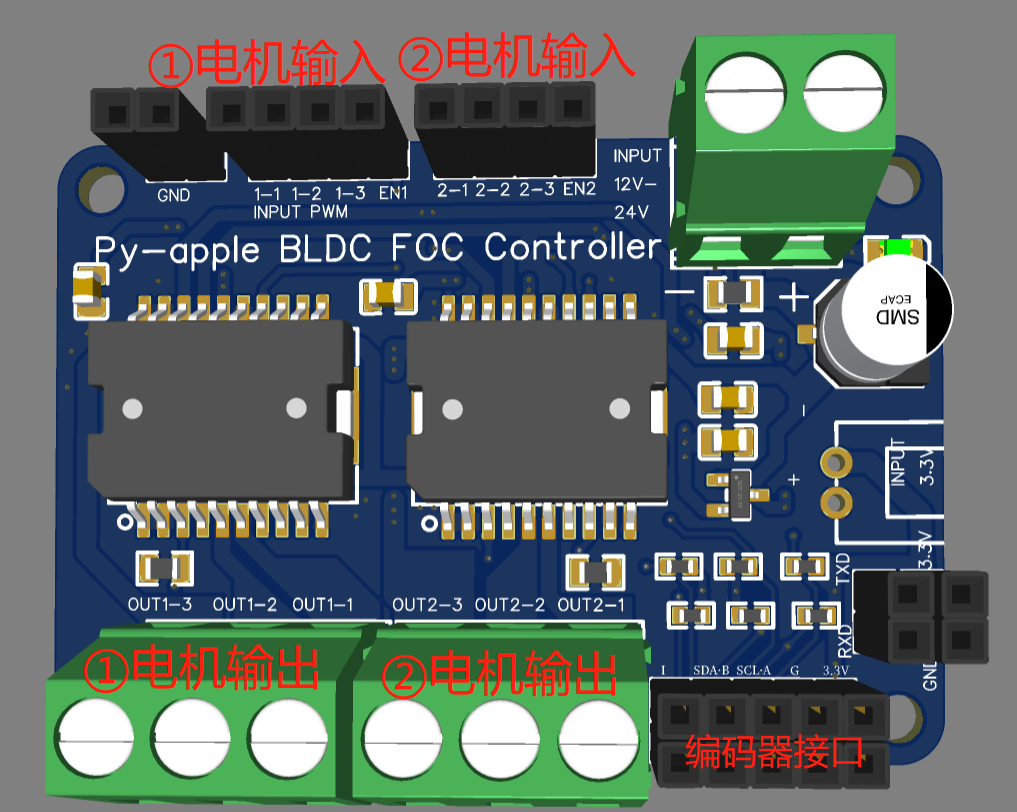 ①电机输入 ②电机输入
GND 1-1 1-2 1-3 EN1 2-1 2-2 2-3 EN2
INPUT PWM
INPUT
12V-
24V
Py-apple BLDC FOC Controller
- +
SMD
ECAP
-
+
INPUT
3.3V
3.3V
TXD
RXD
GND
OUT1-3 OUT1-2 OUT1-1 OUT2-3 OUT2-2 OUT2-1
①电机输出 ②电机输出
I SDA·B SCL·A G 3.3V
编码器接口